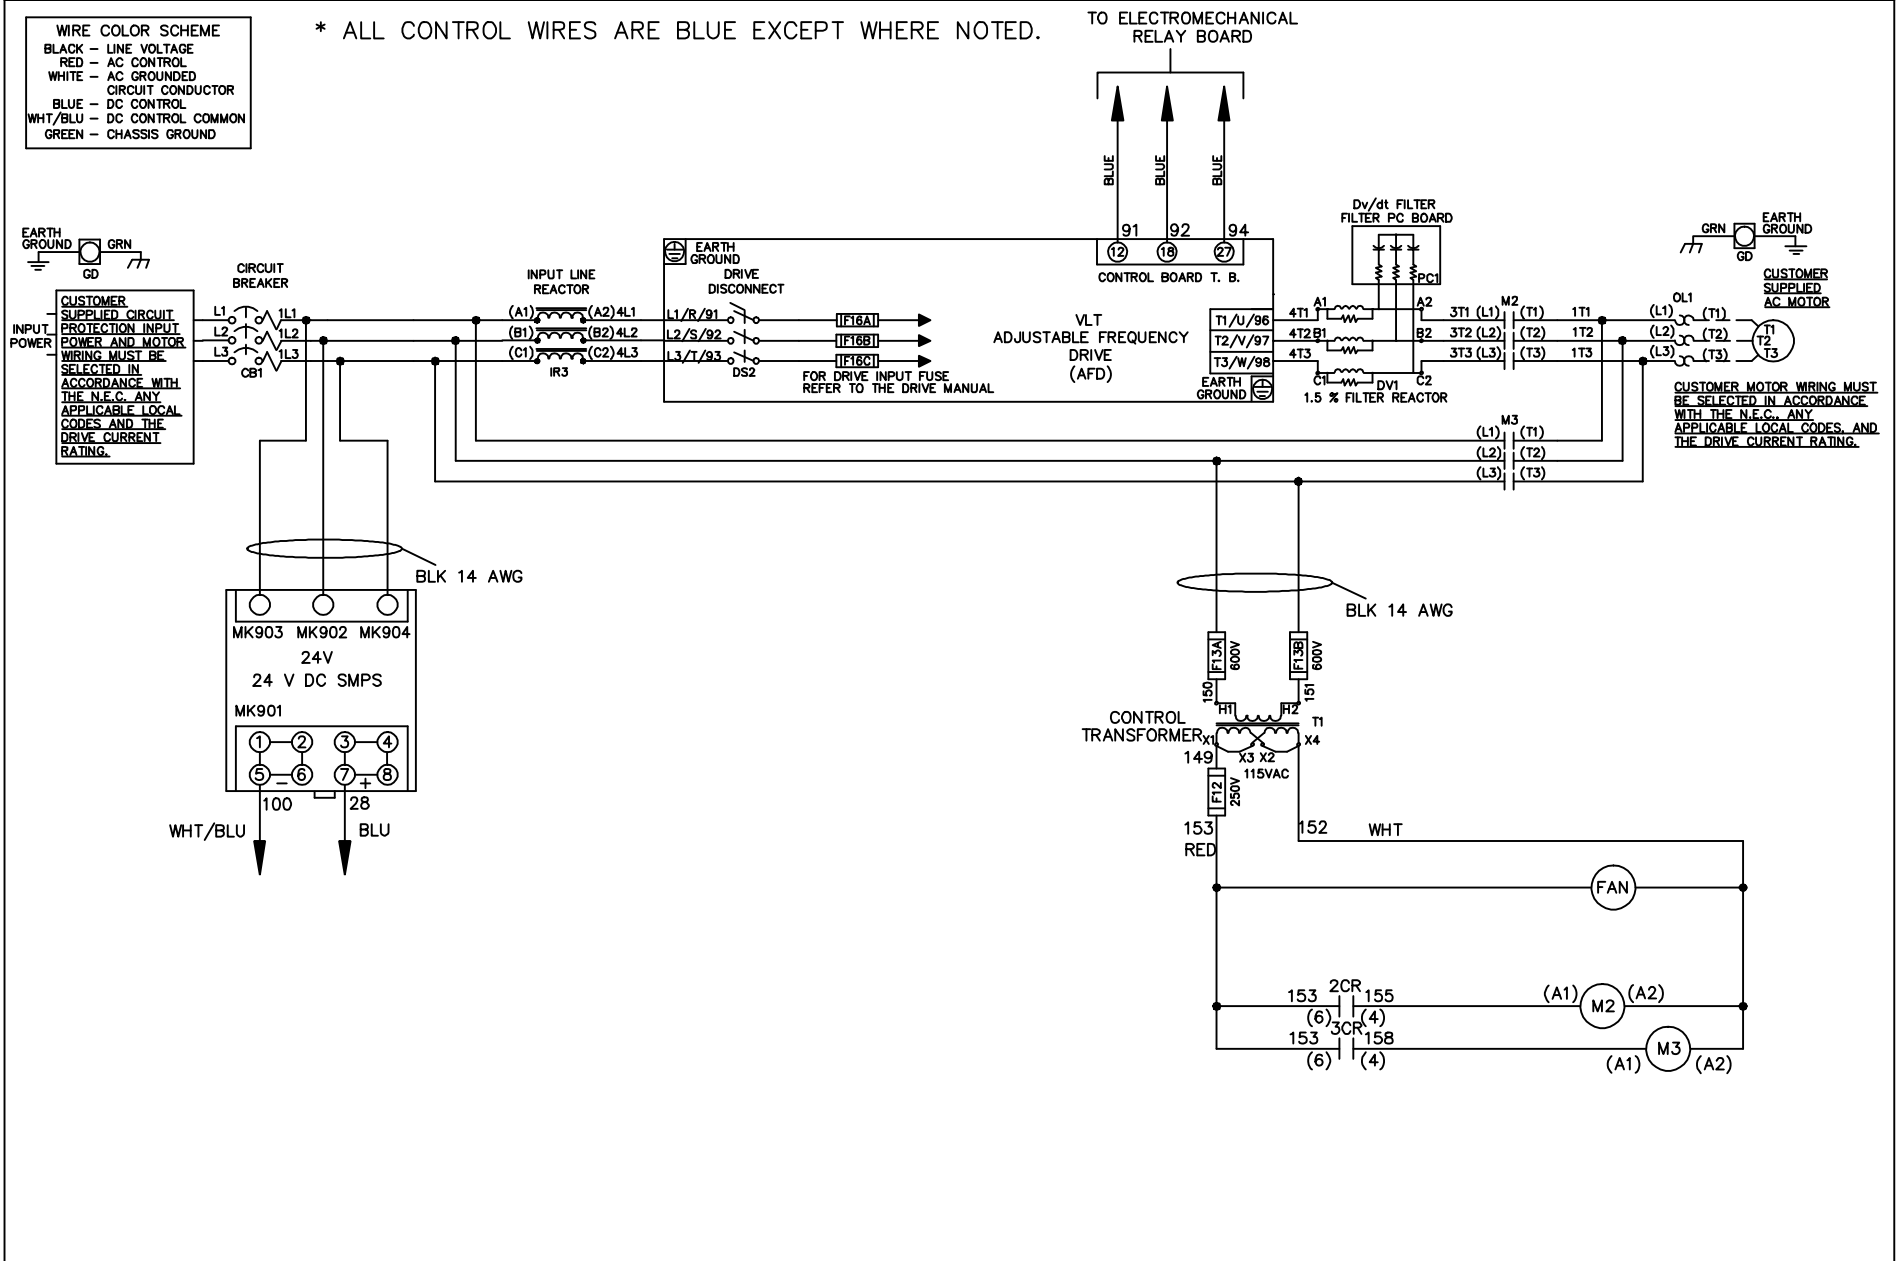 WIRE COLOR SCHEME
BLACK – LINE VOLTAGE
RED – AC CONTROL
WHITE – AC GROUNDED
CIRCUIT CONDUCTOR
BLUE – DC CONTROL
WHT/BLU – DC CONTROL COMMON
GREEN – CHASSIS GROUND
* ALL CONTROL WIRES ARE BLUE EXCEPT WHERE NOTED.
TO ELECTROMECHANICAL
RELAY BOARD
BLUE
BLUE
BLUE
91 92 94
12 18 27
CONTROL BOARD T. B.
EARTH
GROUND
GRN
GD
INPUT
POWER
CUSTOMER
SUPPLIED CIRCUIT
PROTECTION INPUT
POWER AND MOTOR
WIRING MUST BE
SELECTED IN
ACCORDANCE WITH
THE N.E.C. ANY
APPLICABLE LOCAL
CODES AND THE
DRIVE CURRENT
RATING.
CIRCUIT
BREAKER
L1 1L1
L2 1L2
L3 1L3
CB1
INPUT LINE
REACTOR
(A1) (A2) 4L1
(B1) (B2) 4L2
(C1) (C2) 4L3
IR3
EARTH
GROUND
DRIVE
DISCONNECT
L1/R/91
L2/S/92
L3/T/93
DS2
IF16A
IF16B
IF16C
FOR DRIVE INPUT FUSE
REFER TO THE DRIVE MANUAL
VLT
ADJUSTABLE FREQUENCY
DRIVE
(AFD)
T1/U/96
T2/V/97
T3/W/98
EARTH
GROUND
Dv/dt FILTER
FILTER PC BOARD
PC1
4T1 A1 A2
4T2 B1 B2
4T3
C1 DV1 C2
1.5 % FILTER REACTOR
M2
3T1 (L1) (T1) 1T1
3T2 (L2) (T2) 1T2
3T3 (L3) (T3) 1T3
M3
(L1) (T1)
(L2) (T2)
(L3) (T3)
GRN
GD
EARTH
GROUND
CUSTOMER
SUPPLIED
AC MOTOR
OL1
(L1) (T1)
(L2) (T2)
(L3) (T3)
T1
T2
T3
CUSTOMER MOTOR WIRING MUST
BE SELECTED IN ACCORDANCE
WITH THE N.E.C., ANY
APPLICABLE LOCAL CODES, AND
THE DRIVE CURRENT RATING.
BLK 14 AWG
MK903 MK902 MK904
24V
24 V DC SMPS
MK901
1 2 3 4
5 – 6 7 + 8
100 28
WHT/BLU BLU
BLK 14 AWG
F13A 600V
F13B 600V
150 151
H1 H2
T1
CONTROL
TRANSFORMER
X1 X3 X2 X4
115VAC
149
F12 250V
153
RED
152 WHT
FAN
2CR
153 155
(6) (4)
(A1) M2 (A2)
3CR
153 158
(6) (4)
(A1) M3 (A2)